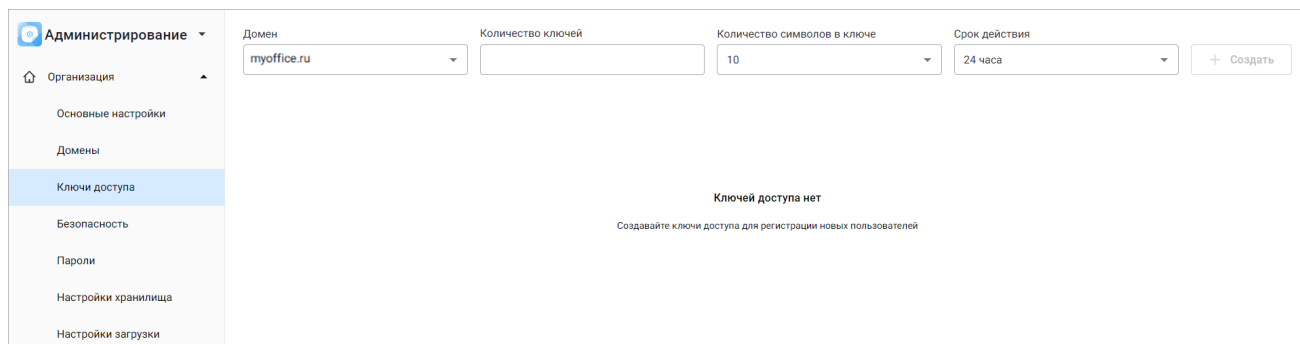 Администрирование
Организация
Основные настройки
Домены
Ключи доступа
Безопасность
Пароли
Настройки хранилища
Настройки загрузки
Домен
myoffice.ru
Количество ключей
Количество символов в ключе
10
Срок действия
24 часа
+ Создать
Ключей доступа нет
Создавайте ключи доступа для регистрации новых пользователей